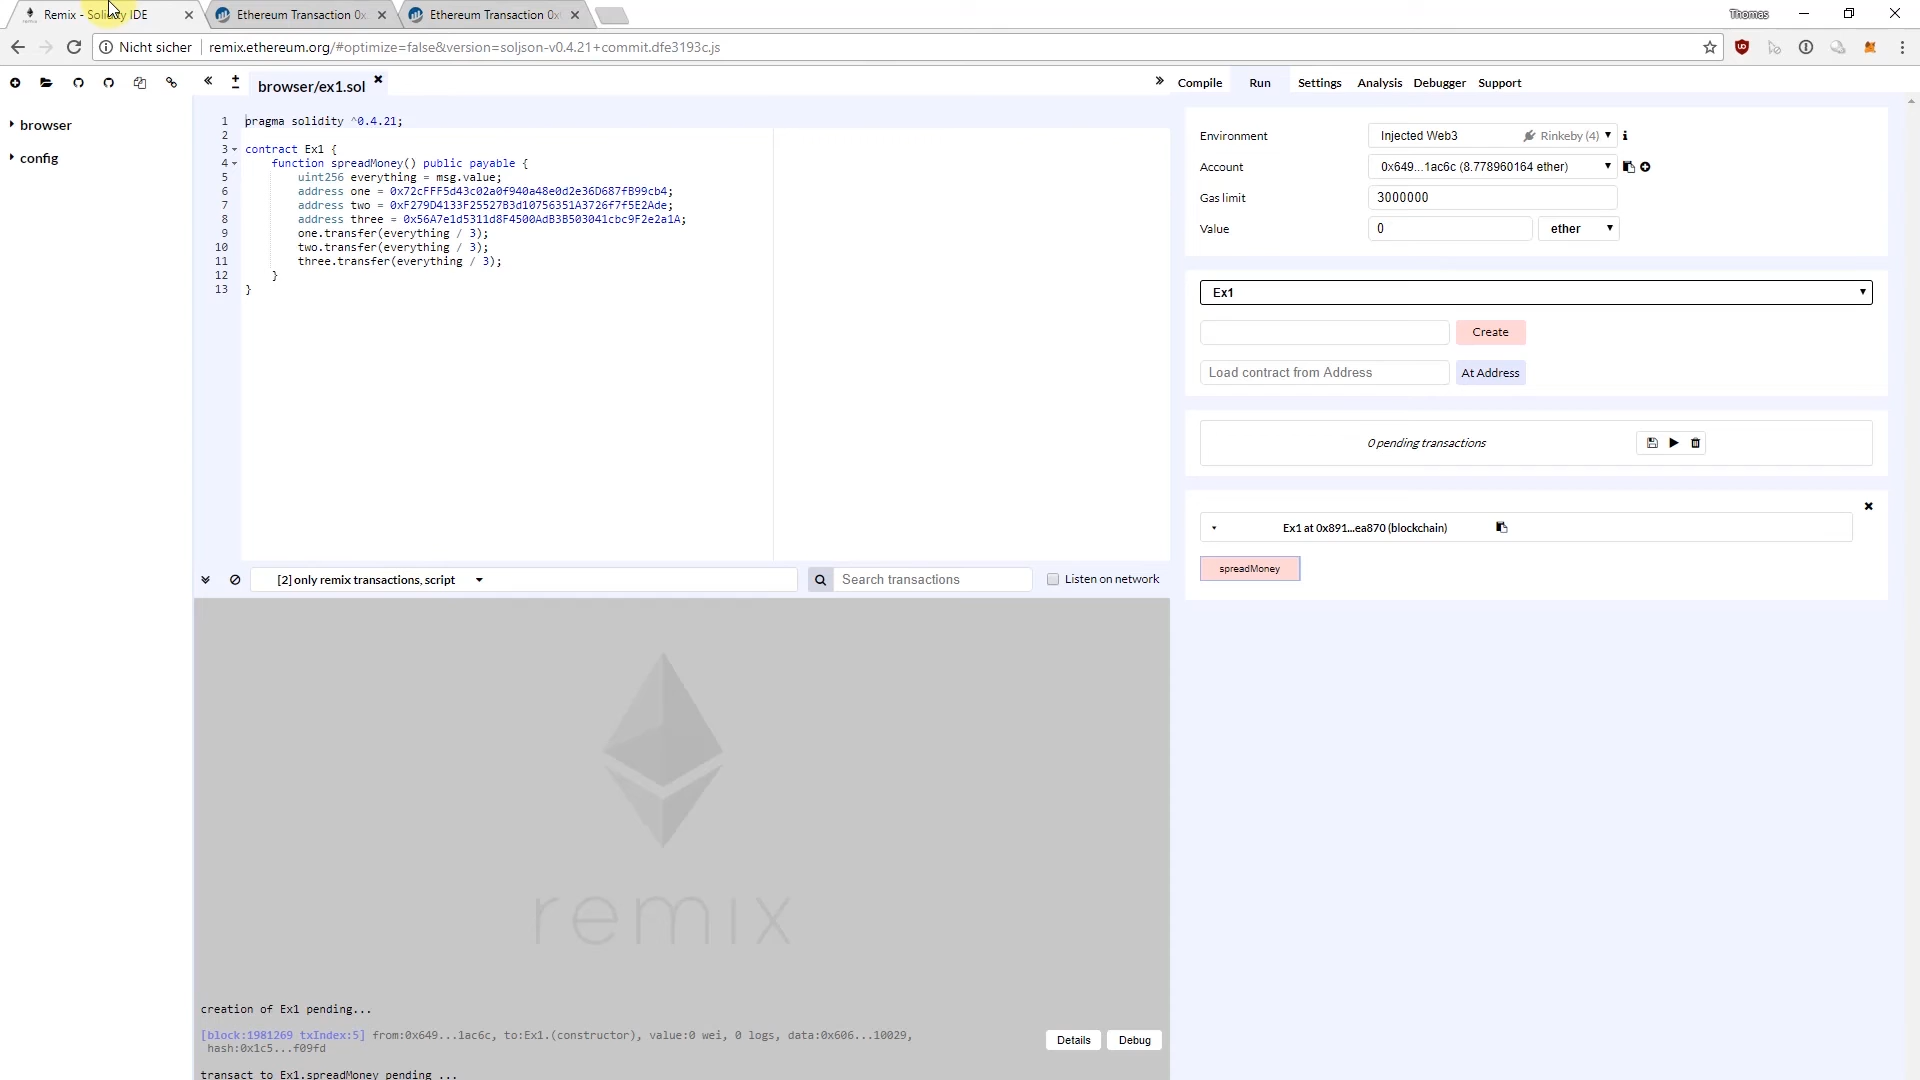 Remix - Solidity IDE
Ethereum Transaction 0x
Ethereum Transaction 0x
Thomas
Nicht sicher
remix.ethereum.org/#optimize=false&version=soljson-v0.4.21+commit.dfe3193c.js
browser/ex1.sol
Compile
Run
Settings
Analysis
Debugger
Support
browser
config
1 pragma solidity ^0.4.21;
2
3 contract Ex1 {
4 function spreadMoney() public payable {
5 uint256 everything = msg.value;
6 address one = 0x72cFFF5d43c02a0f940a48e0d2e36D687fB99cb4;
7 address two = 0xF279D4133F25527B3d10756351A3726f7f5E2Ade;
8 address three = 0x56A7e1d5311d8F4500AdB3B503041cbc9F2e2a1A;
9 one.transfer(everything / 3);
10 two.transfer(everything / 3);
11 three.transfer(everything / 3);
12 }
13 }
Environment
Injected Web3
Rinkeby (4)
Account
0x649...1ac6c (8.778960164 ether)
Gas limit
3000000
Value
0
ether
Ex1
Create
Load contract from Address
At Address
0 pending transactions
Ex1 at 0x891...ea870 (blockchain)
spreadMoney
[2] only remix transactions, script
Search transactions
Listen on network
remix
creation of Ex1 pending...
[block:1981269 txIndex:5] from:0x649...1ac6c, to:Ex1.(constructor), value:0 wei, 0 logs, data:0x606...10029,
hash:0x1c5...f09fd
Details
Debug
transact to Ex1.spreadMoney pending ...